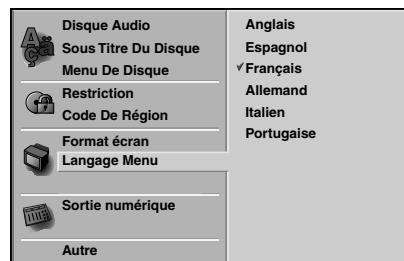 Disque Audio
Sous Titre Du Disque
Menu De Disque
Restriction
Code De Région
Format écran
Langage Menu
Sortie numérique
Autre
Anglais
Espagnol
✓Français
Allemand
Italien
Portugaise